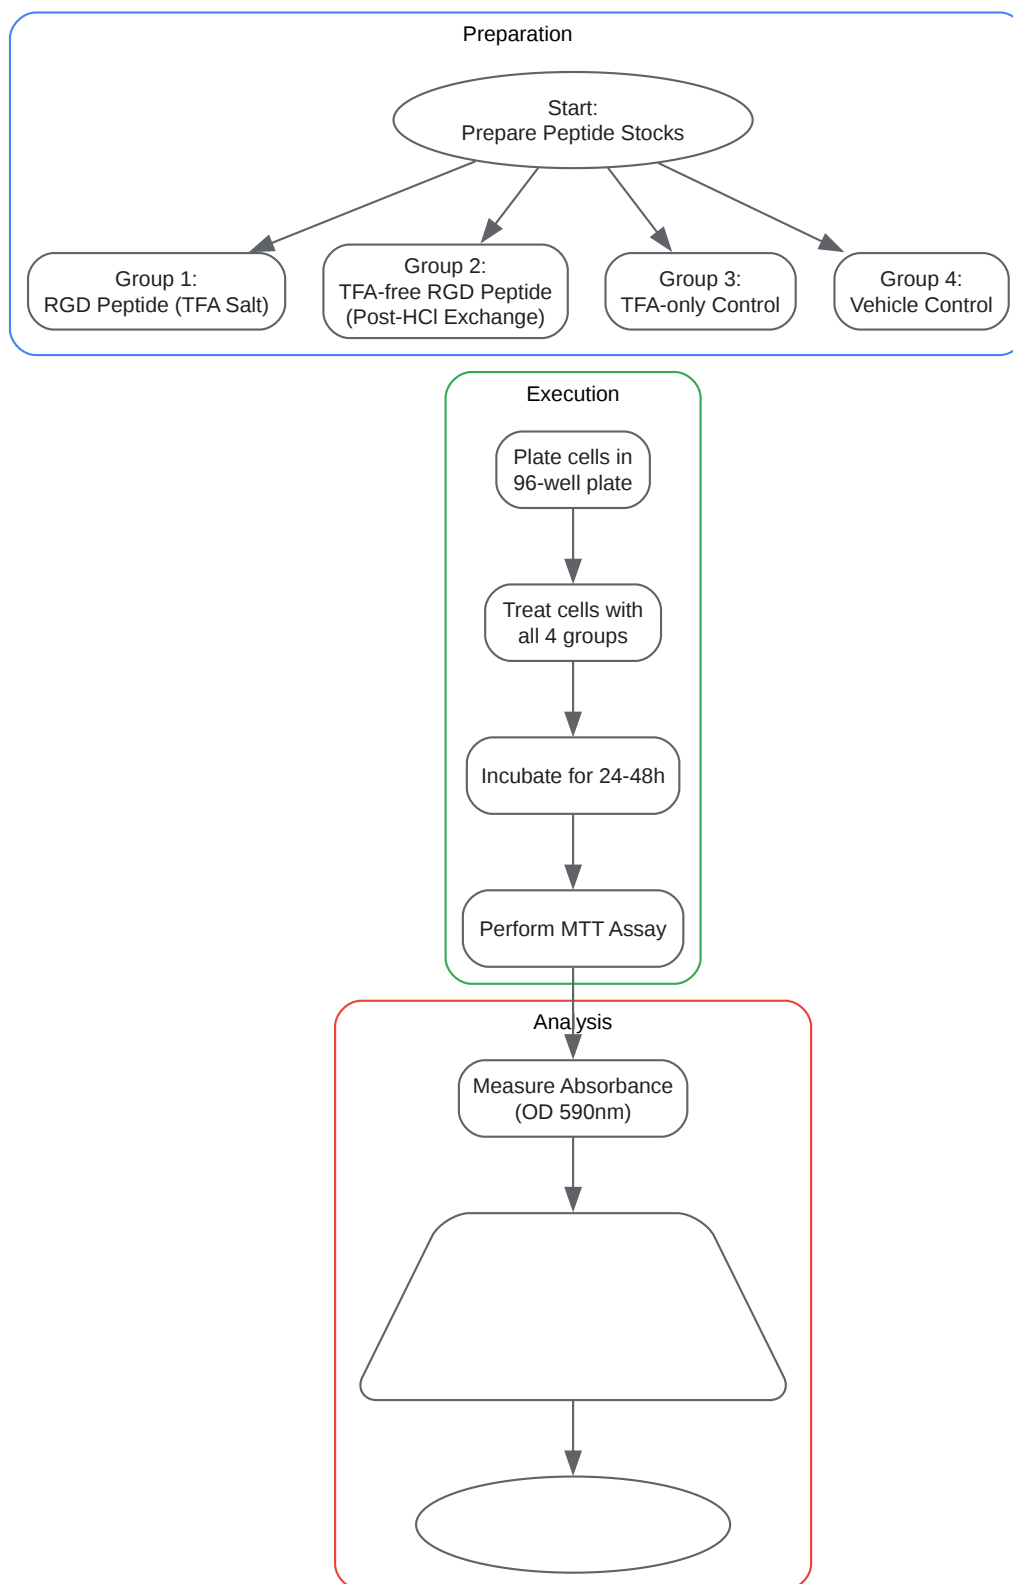 Preparation
Start:
Prepare Peptide Stocks
Group 1:
RGD Peptide (TFA Salt)
Group 2:
TFA-free RGD Peptide
(Post-HCl Exchange)
Group 3:
TFA-only Control
Group 4:
Vehicle Control
Execution
Plate cells in
96-well plate
Treat cells with
all 4 groups
Incubate for 24-48h
Perform MTT Assay
Analysis
Measure Absorbance
(OD 590nm)